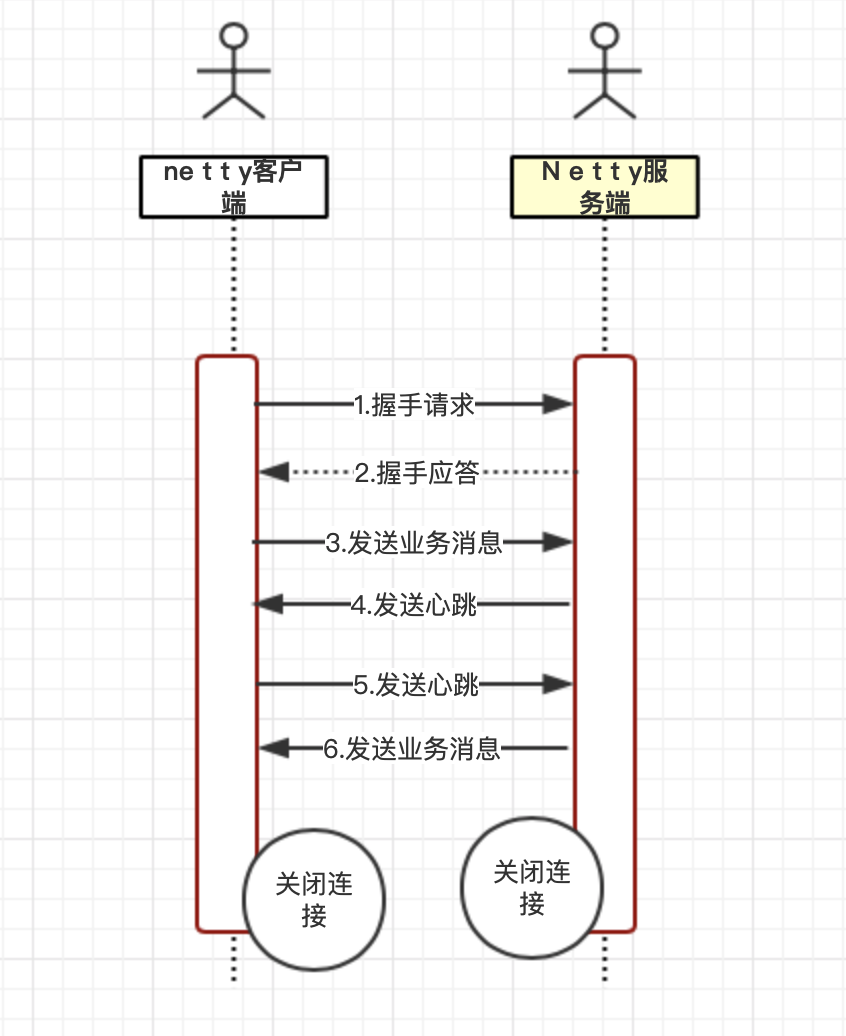 netty客户
端
Netty服
务端
1.握手请求
2.握手应答
3.发送业务消息
4.发送心跳
5.发送心跳
6.发送业务消息
关闭连
接
关闭连
接